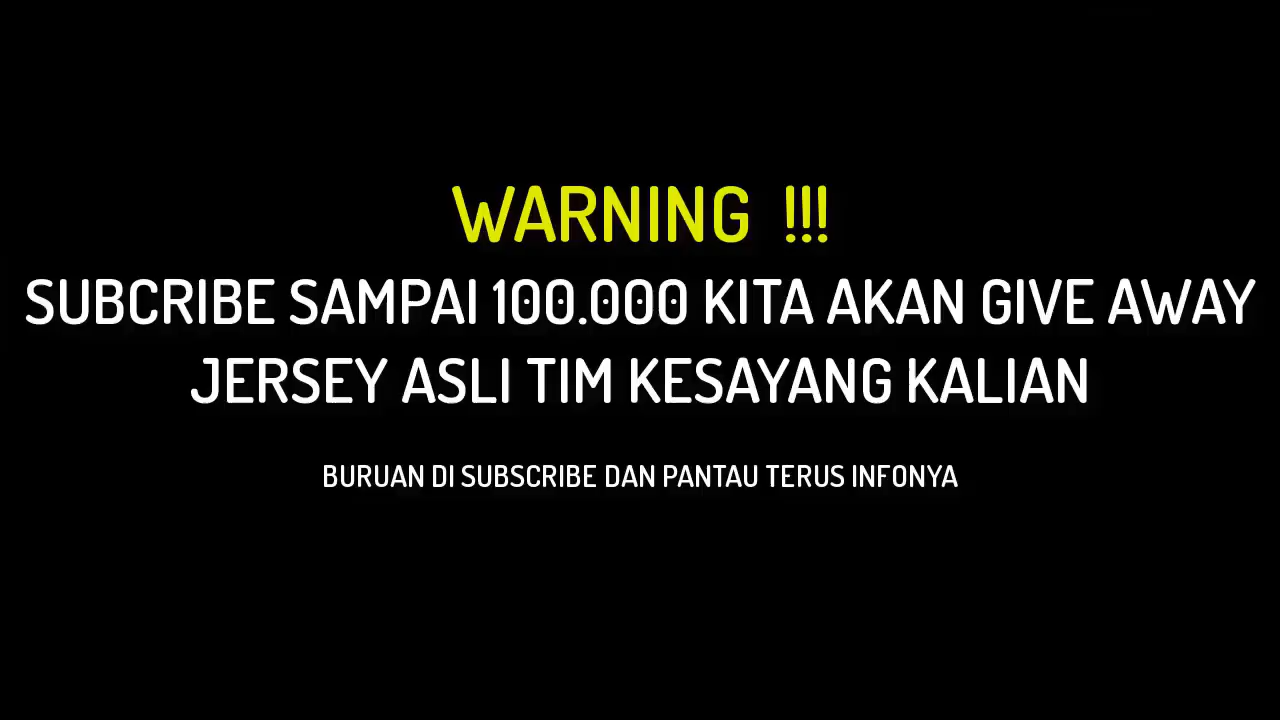 WARNING !!!
SUBCRIBE SAMPAI 100.000 KITA AKAN GIVE AWAY
JERSEY ASLI TIM KESAYANG KALIAN
BURUAN DI SUBSCRIBE DAN PANTAU TERUS INFONYA